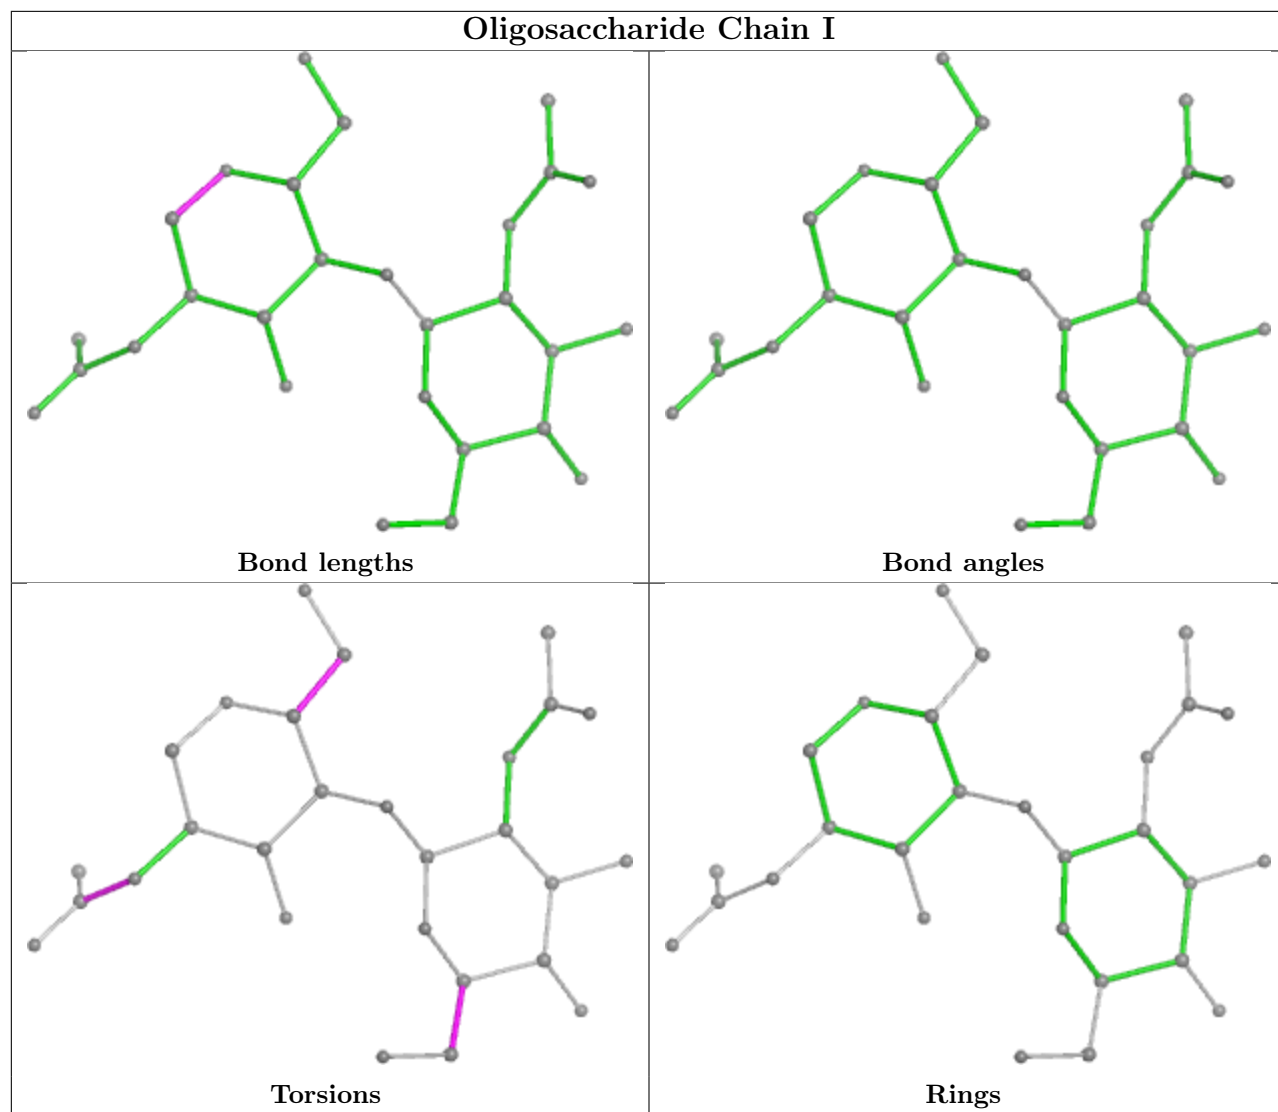 Oligosaccharide Chain I
Bond lengths
Bond angles
Torsions
Rings